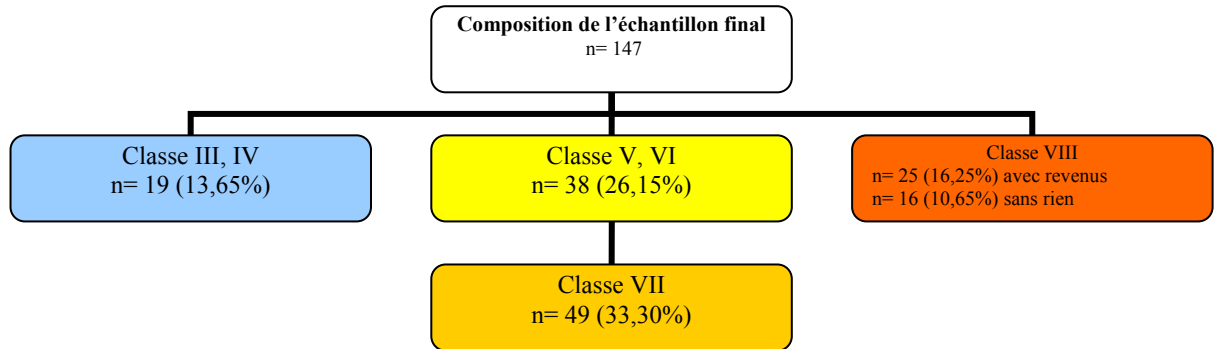 Composition de l’échantillon final
n= 147
Classe III, IV
n= 19 (13,65%)
Classe V, VI
n= 38 (26,15%)
Classe VIII
n= 25 (16,25%) avec revenus
n= 16 (10,65%) sans rien
Classe VII
n= 49 (33,30%)